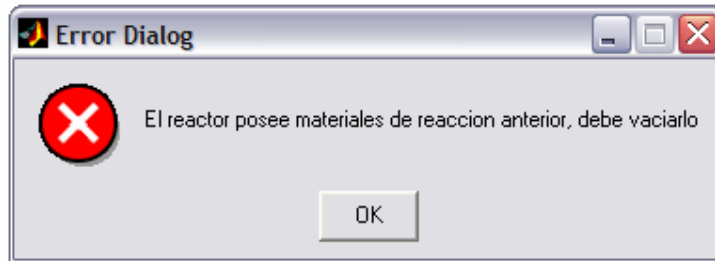 Error Dialog
El reactor posee materiales de reaccion anterior, debe vaciarlo
OK